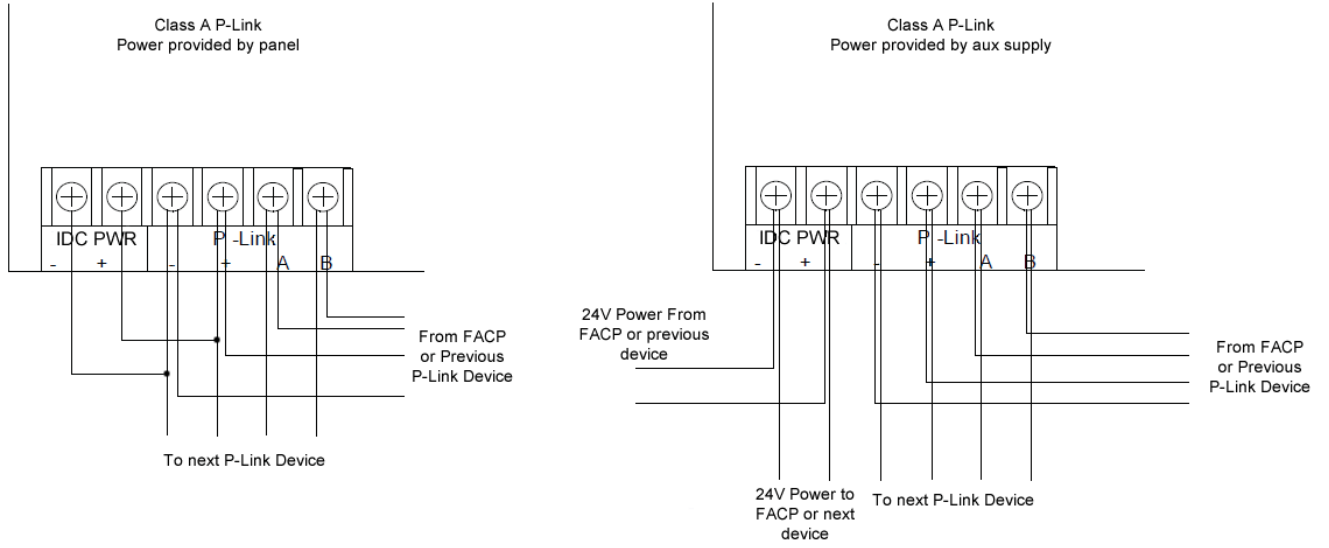 Class A P-Link
Power provided by panel
IDC PWR
P -Link
-
+
-
+
A
B
From FACP
or Previous
P-Link Device
To next P-Link Device
Class A P-Link
Power provided by aux supply
IDC PWR
P -Link
-
+
-
+
A
B
24V Power From
FACP or previous
device
From FACP
or Previous
P-Link Device
24V Power to
FACP or next
device
To next P-Link Device